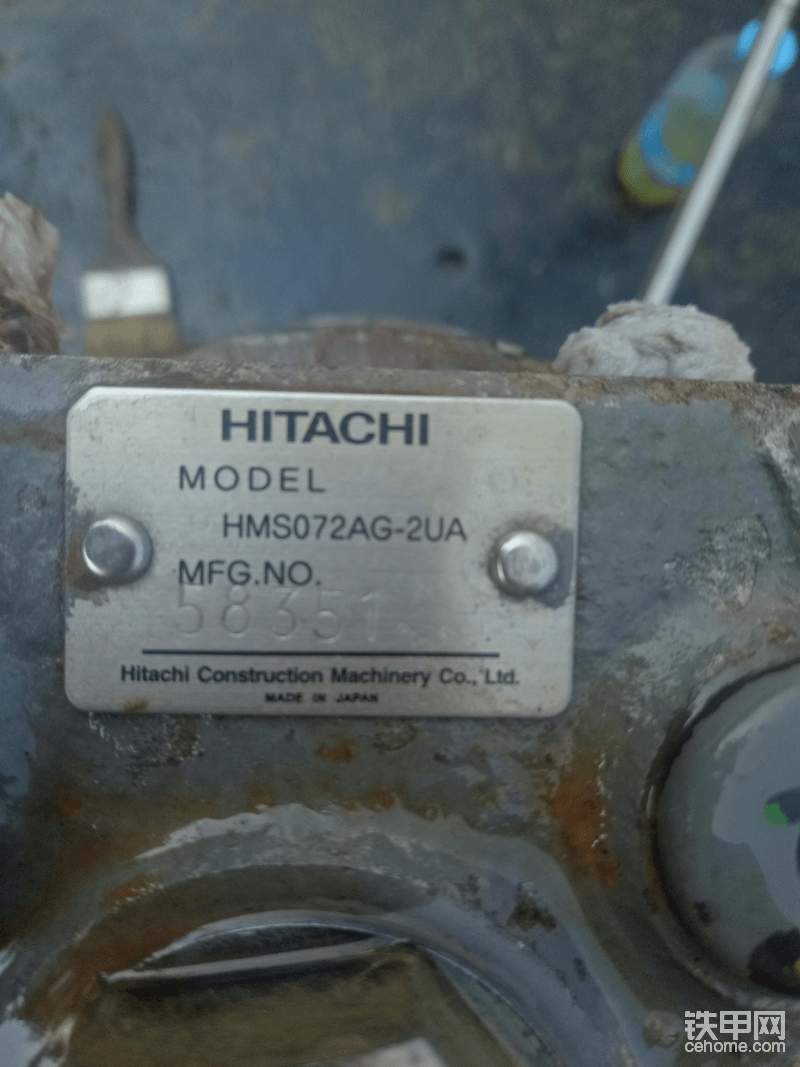 HITACHI
MODEL
HMS072AG-2UA
MFG.NO.
58351
Hitachi Construction Machinery Co., Ltd.
MADE IN JAPAN
铁甲网
cehome.com